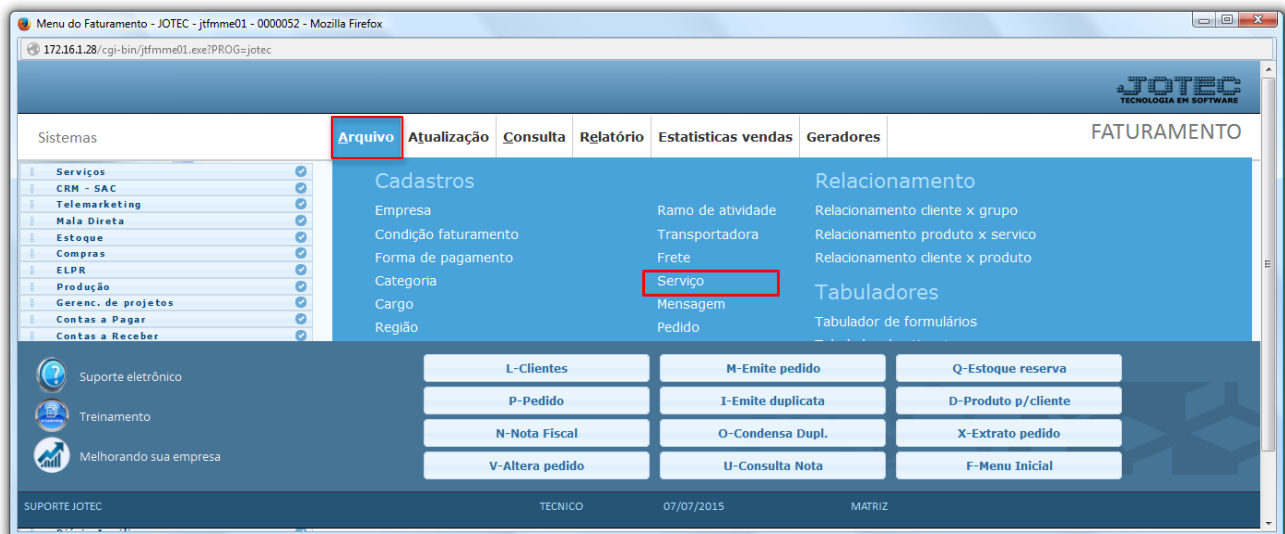 Menu do Faturamento - JOTEC - jtfmme01 - 0000052 - Mozilla Firefox
172.16.1.28/cgi-bin/jtfmme01.exe?PROG=jotec
JOTEC
TECNOLOGIA EM SOFTWARE
Sistemas
Arquivo Atualização Consulta Relatório Estatisticas vendas Geradores
FATURAMENTO
Serviços
CRM - SAC
Telemarketing
Mala Direta
Estoque
Compras
ELPR
Produção
Gerenc. de projetos
Contas a Pagar
Contas a Receber
Cadastros
Empresa
Condição faturamento
Forma de pagamento
Categoria
Cargo
Região
Ramo de atividade
Transportadora
Frete
Serviço
Mensagem
Pedido
Relacionamento
Relacionamento cliente x grupo
Relacionamento produto x servico
Relacionamento cliente x produto
Tabuladores
Tabulador de formulários
Suporte eletrônico
Treinamento
Melhorando sua empresa
L-Clientes M-Emite pedido Q-Estoque reserva
P-Pedido I-Emite duplicata D-Produto p/cliente
N-Nota Fiscal O-Condensa Dupl. X-Extrato pedido
V-Altera pedido U-Consulta Nota F-Menu Inicial
SUPORTE JOTEC TECNICO 07/07/2015 MATRIZ